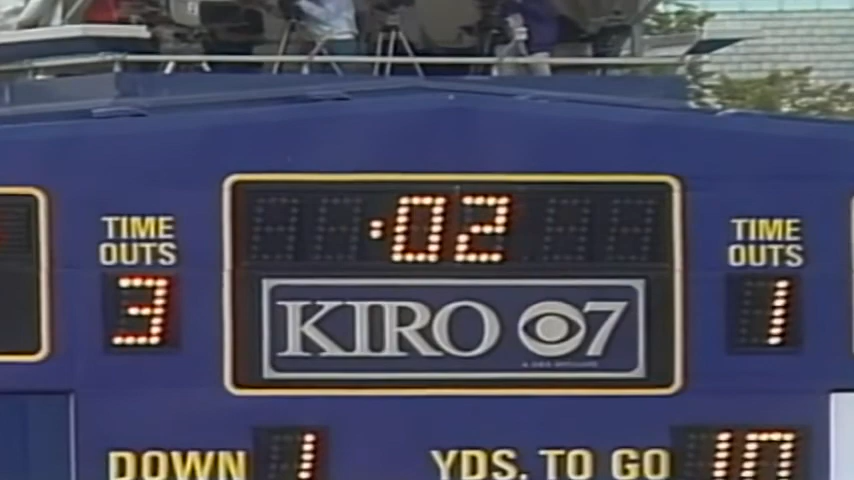 :02
TIME OUTS
3
KIRO 7
TIME OUTS
1
DOWN 1
YDS. TO GO 10